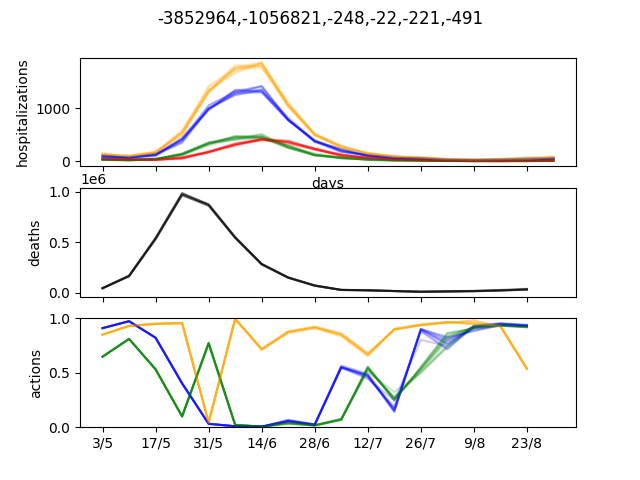 -3852964,-1056821,-248,-22,-221,-491
hospitalizations
1000
0
days
1e6
deaths
1.0
0.5
0.0
actions
1.0
0.5
0.0
3/5 17/5 31/5 14/6 28/6 12/7 26/7 9/8 23/8